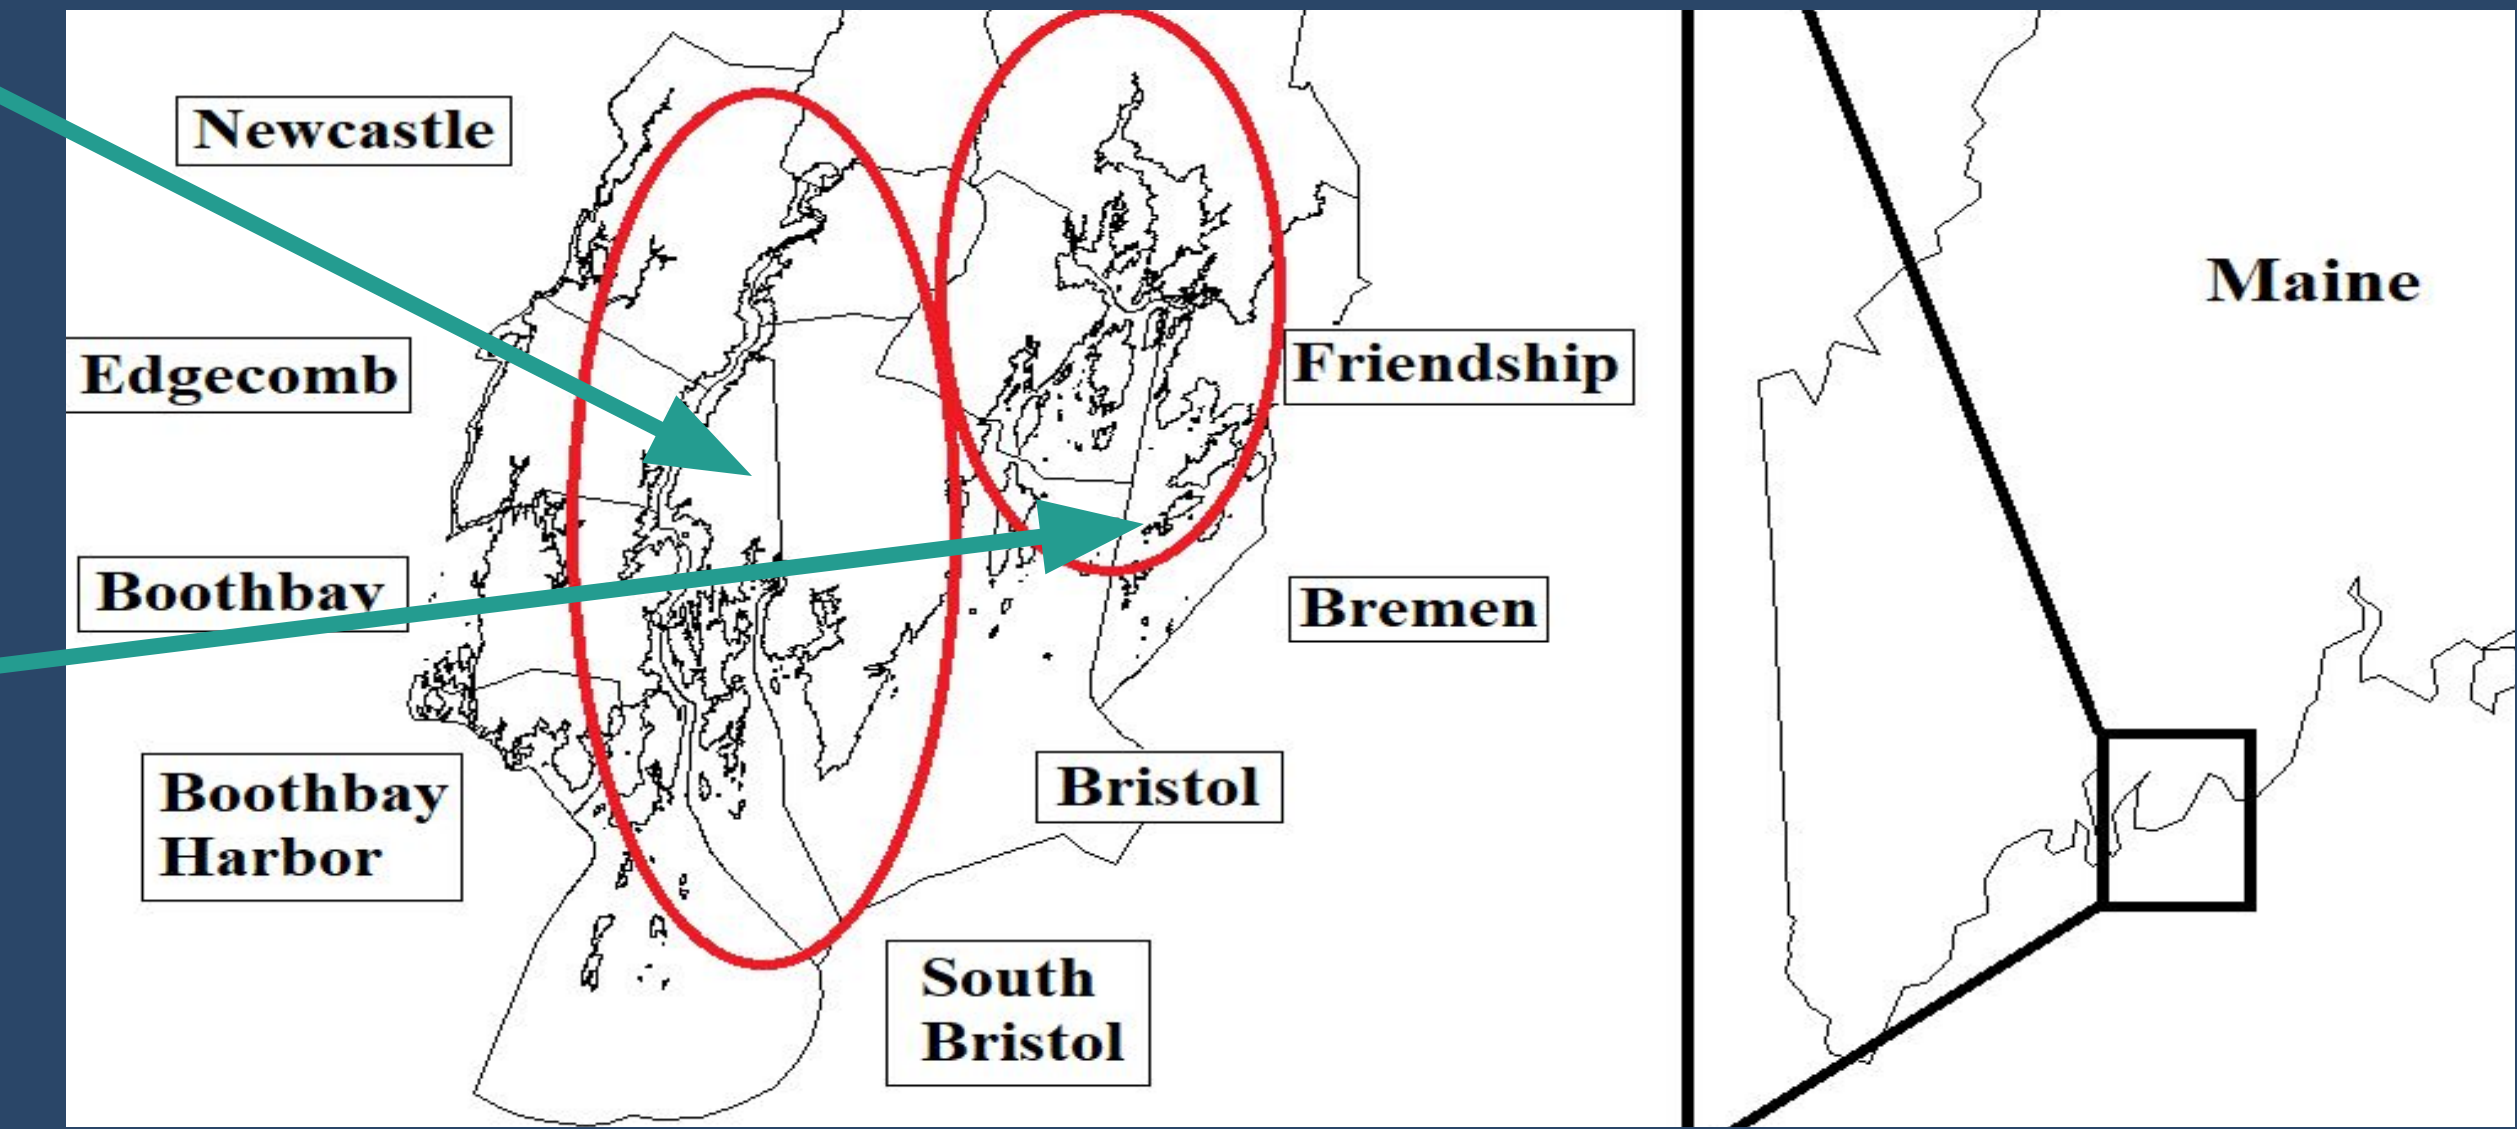 Newcastle
Edgecomb
Boothbay
Boothbay
Harbor
Friendship
Bremen
Bristol
South
Bristol
Maine